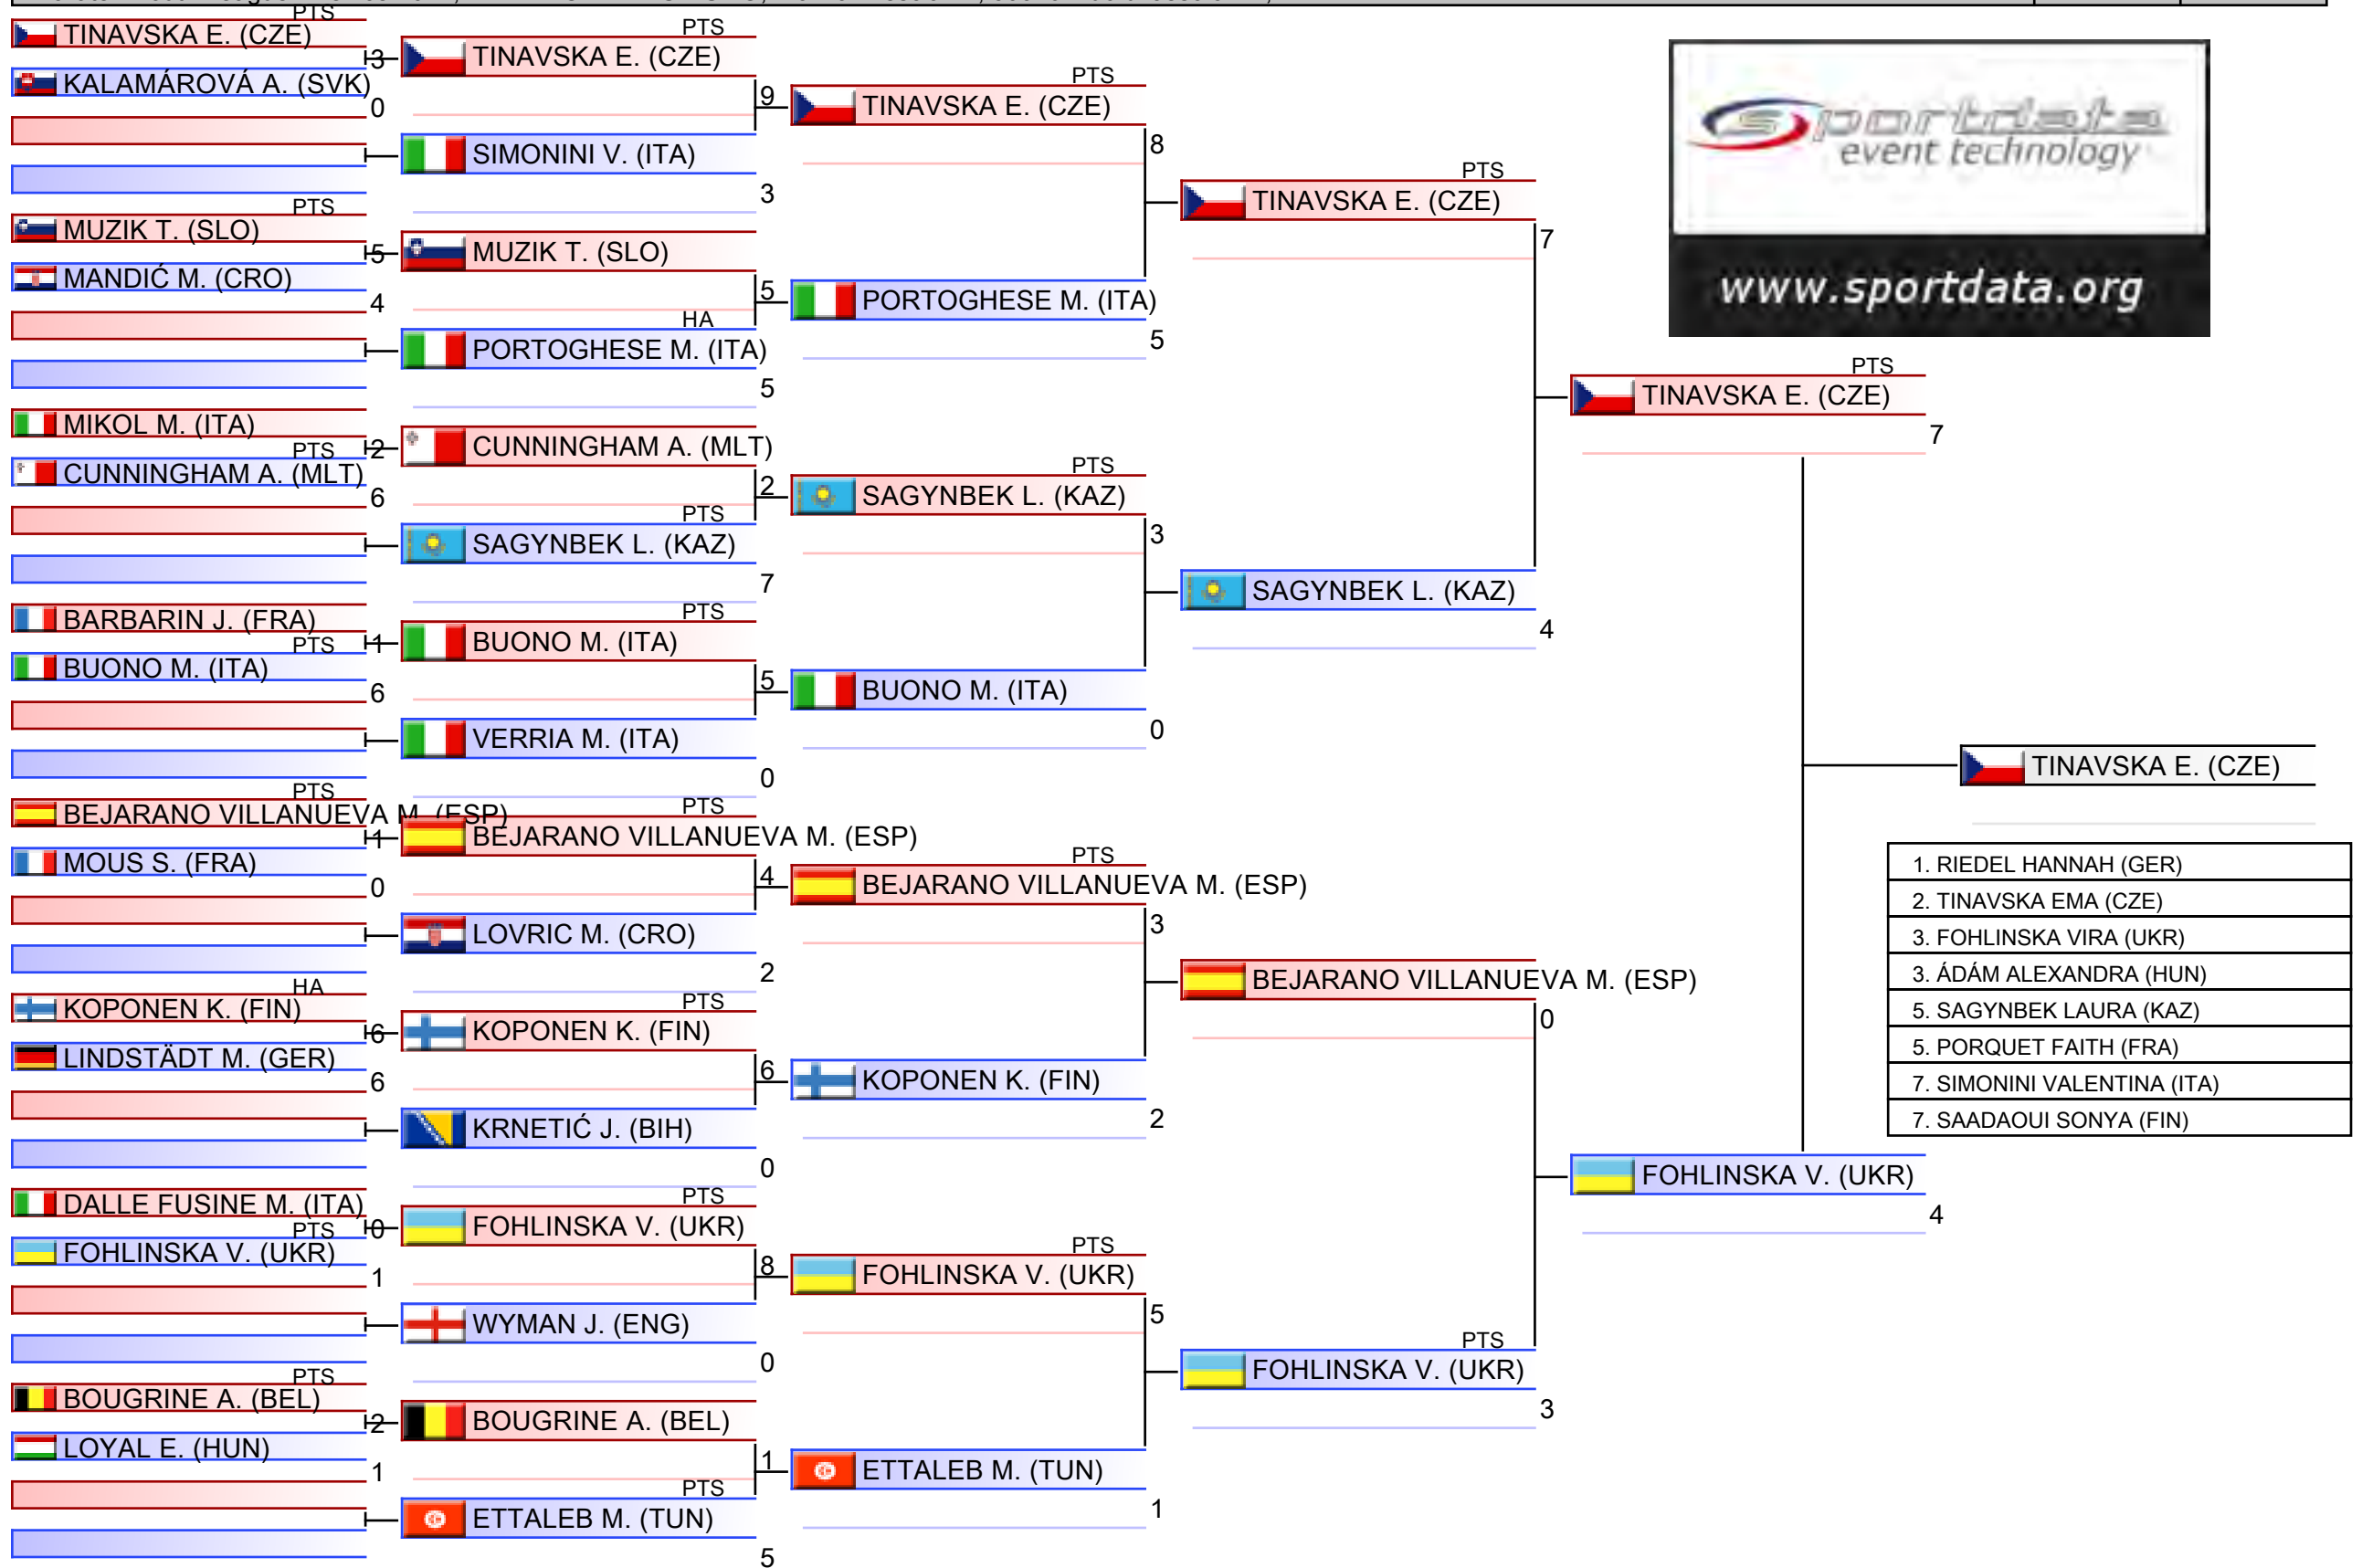 PTS
TINAVSKA E. (CZE)
3
KALAMÁROVÁ A. (SVK)
0
PTS
MUZIK T. (SLO)
5
MANDIĆ M. (CRO)
4
MIKOL M. (ITA)
2
PTS
CUNNINGHAM A. (MLT)
6
BARBARIN J. (FRA)
1
PTS
BUONO M. (ITA)
6
PTS
BEJARANO VILLANUEVA M. (ESP)
1
MOUS S. (FRA)
0
HA
KOPONEN K. (FIN)
6
LINDSTÄDT M. (GER)
6
DALLE FUSINE M. (ITA)
0
PTS
FOHLINSKA V. (UKR)
1
PTS
BOUGRINE A. (BEL)
2
LOYAL E. (HUN)
1
PTS
TINAVSKA E. (CZE)
9
SIMONINI V. (ITA)
3
MUZIK T. (SLO)
5
HA
PORTOGHESE M. (ITA)
5
CUNNINGHAM A. (MLT)
2
PTS
SAGYNBEK L. (KAZ)
7
PTS
BUONO M. (ITA)
5
VERRIA M. (ITA)
0
PTS
BEJARANO VILLANUEVA M. (ESP)
4
LOVRIC M. (CRO)
2
PTS
KOPONEN K. (FIN)
6
KRNETIĆ J. (BIH)
0
PTS
FOHLINSKA V. (UKR)
8
WYMAN J. (ENG)
0
BOUGRINE A. (BEL)
1
PTS
ETTALEB M. (TUN)
5
PTS
TINAVSKA E. (CZE)
8
PORTOGHESE M. (ITA)
5
PTS
SAGYNBEK L. (KAZ)
3
BUONO M. (ITA)
0
PTS
BEJARANO VILLANUEVA M. (ESP)
3
KOPONEN K. (FIN)
2
PTS
FOHLINSKA V. (UKR)
5
ETTALEB M. (TUN)
1
PTS
TINAVSKA E. (CZE)
7
SAGYNBEK L. (KAZ)
4
BEJARANO VILLANUEVA M. (ESP)
0
PTS
FOHLINSKA V. (UKR)
3
sportdata
event technology
www.sportdata.org
PTS
TINAVSKA E. (CZE)
7
FOHLINSKA V. (UKR)
4
TINAVSKA E. (CZE)
1. RIEDEL HANNAH (GER)
2. TINAVSKA EMA (CZE)
3. FOHLINSKA VIRA (UKR)
3. ÁDÁM ALEXANDRA (HUN)
5. SAGYNBEK LAURA (KAZ)
5. PORQUET FAITH (FRA)
7. SIMONINI VALENTINA (ITA)
7. SAADAOUI SONYA (FIN)